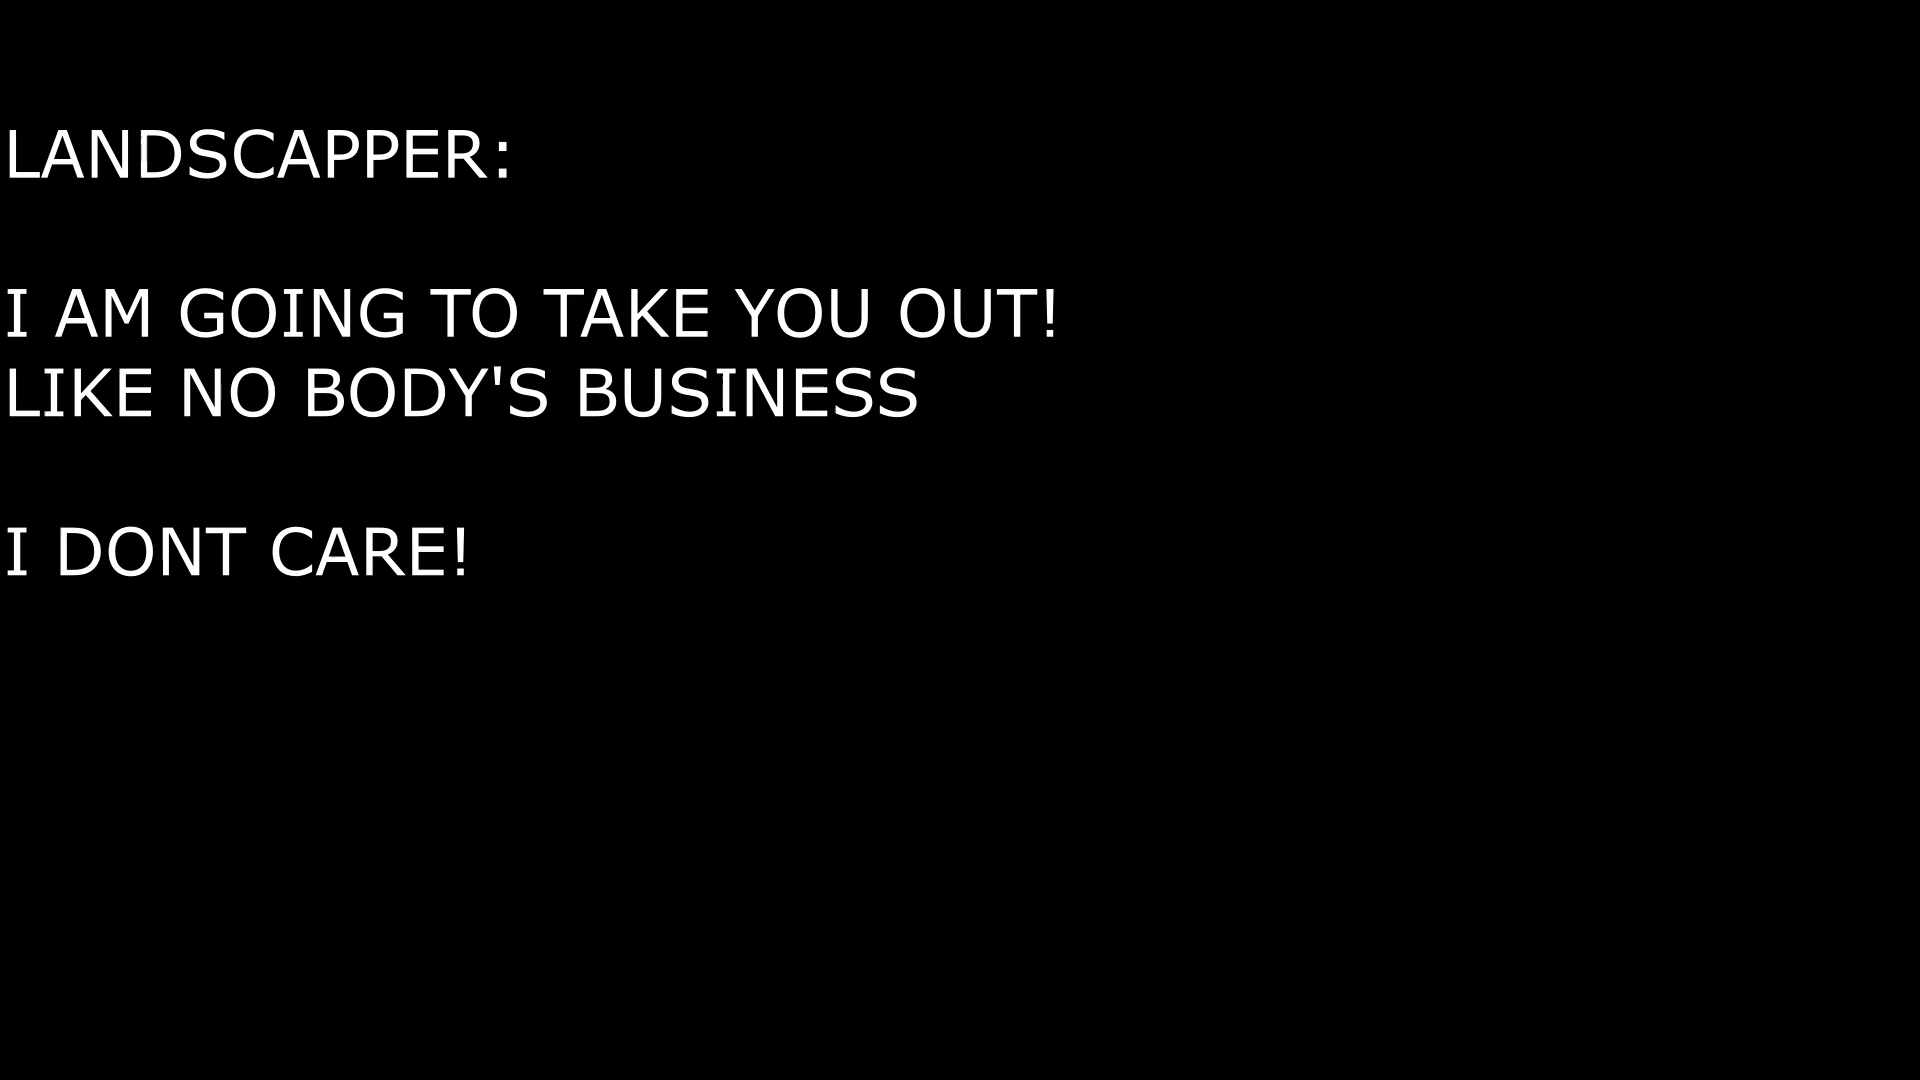 LANDSCAPPER:
I AM GOING TO TAKE YOU OUT!
LIKE NO BODY'S BUSINESS
I DONT CARE!